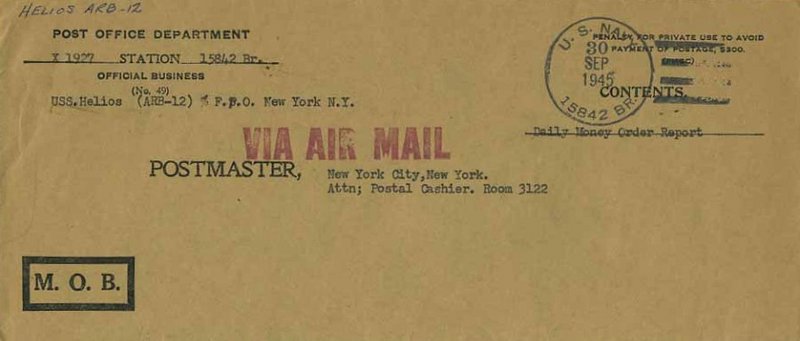 HELIOS ARB-12
POST OFFICE DEPARTMENT
X 1927 STATION 15842 Br.
OFFICIAL BUSINESS
(No. 49)
USS.Helios (ARB-12) % F.P.O. New York N.Y.
PENALTY FOR PRIVATE USE TO AVOID
PAYMENT OF POSTAGE, $300.
CONTENTS,
Daily Money Order Report
U. S. NAVY
30
SEP
1945
15842 BR.
VIA AIR MAIL
POSTMASTER, New York City,New York.
Attn; Postal Cashier. Room 3122
M. O. B.